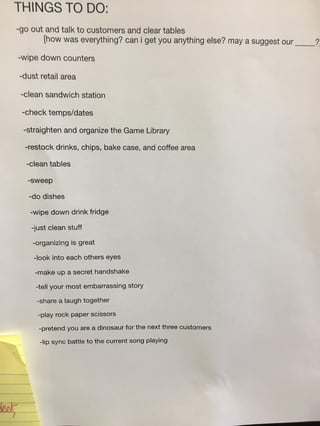 THINGS TO DO:
-go out and talk to customers and clear tables
[how was everything? can i get you anything else? may a suggest our _____?
-wipe down counters
-dust retail area
-clean sandwich station
-check temps/dates
-straighten and organize the Game Library
-restock drinks, chips, bake case, and coffee area
-clean tables
-sweep
-do dishes
-wipe down drink fridge
-just clean stuff
-organizing is great
-look into each others eyes
-make up a secret handshake
-tell your most embarrassing story
-share a laugh together
-play rock paper scissors
-pretend you are a dinosaur for the next three customers
-lip sync battle to the current song playing